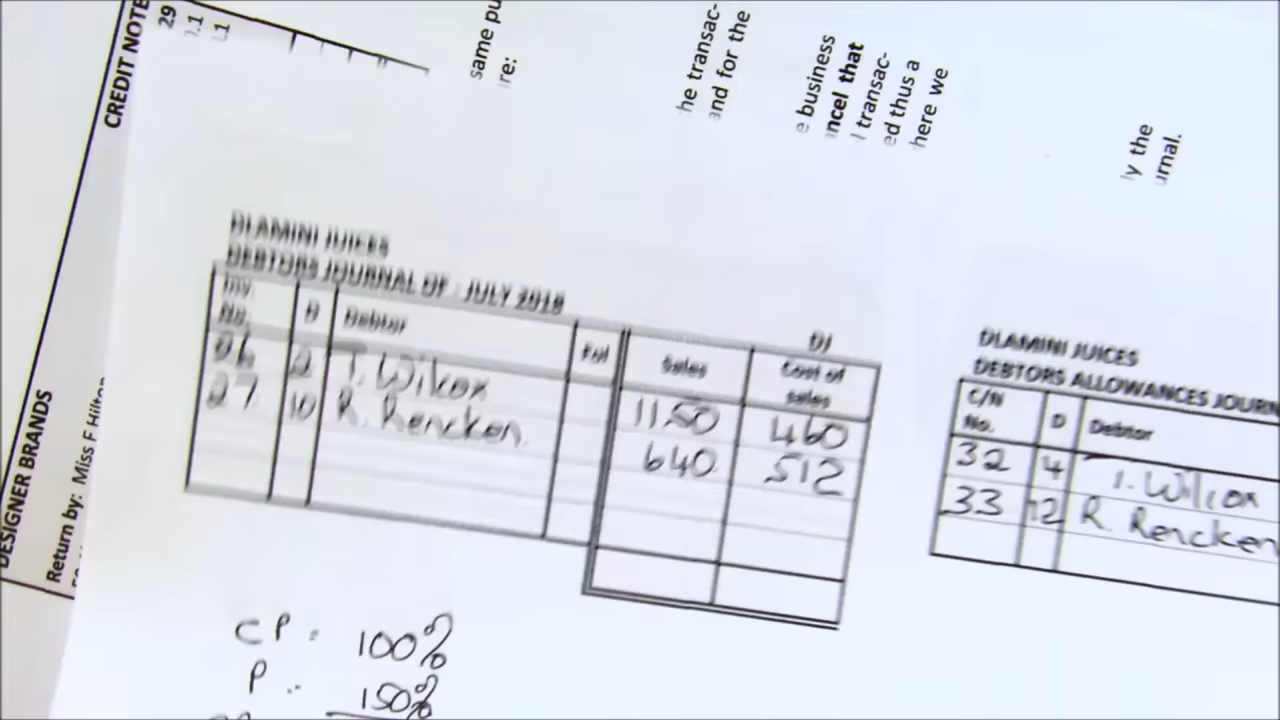 CREDIT NOTE
29
same pu
re:
he transac-
and for the
e business
ncel that
l transac-
ed thus a
here we
ly the
urnal.
DESIGNER BRANDS
Return by: Miss F Hilton
DLAMINI JUICES
DEBTORS JOURNAL OF : JULY 2018
DJ
Inv. No. D Debtor Fol Sales Cost of sales
26 2 T. Wilcox 1150 460
27 10 R. Rencken. 640 512
DLAMINI JUICES
DEBTORS ALLOWANCES JOURN
C/N No. D Debtor
32 4 T. Wilcox
33 12 R. Rencken
CP : 100%
P : 150%